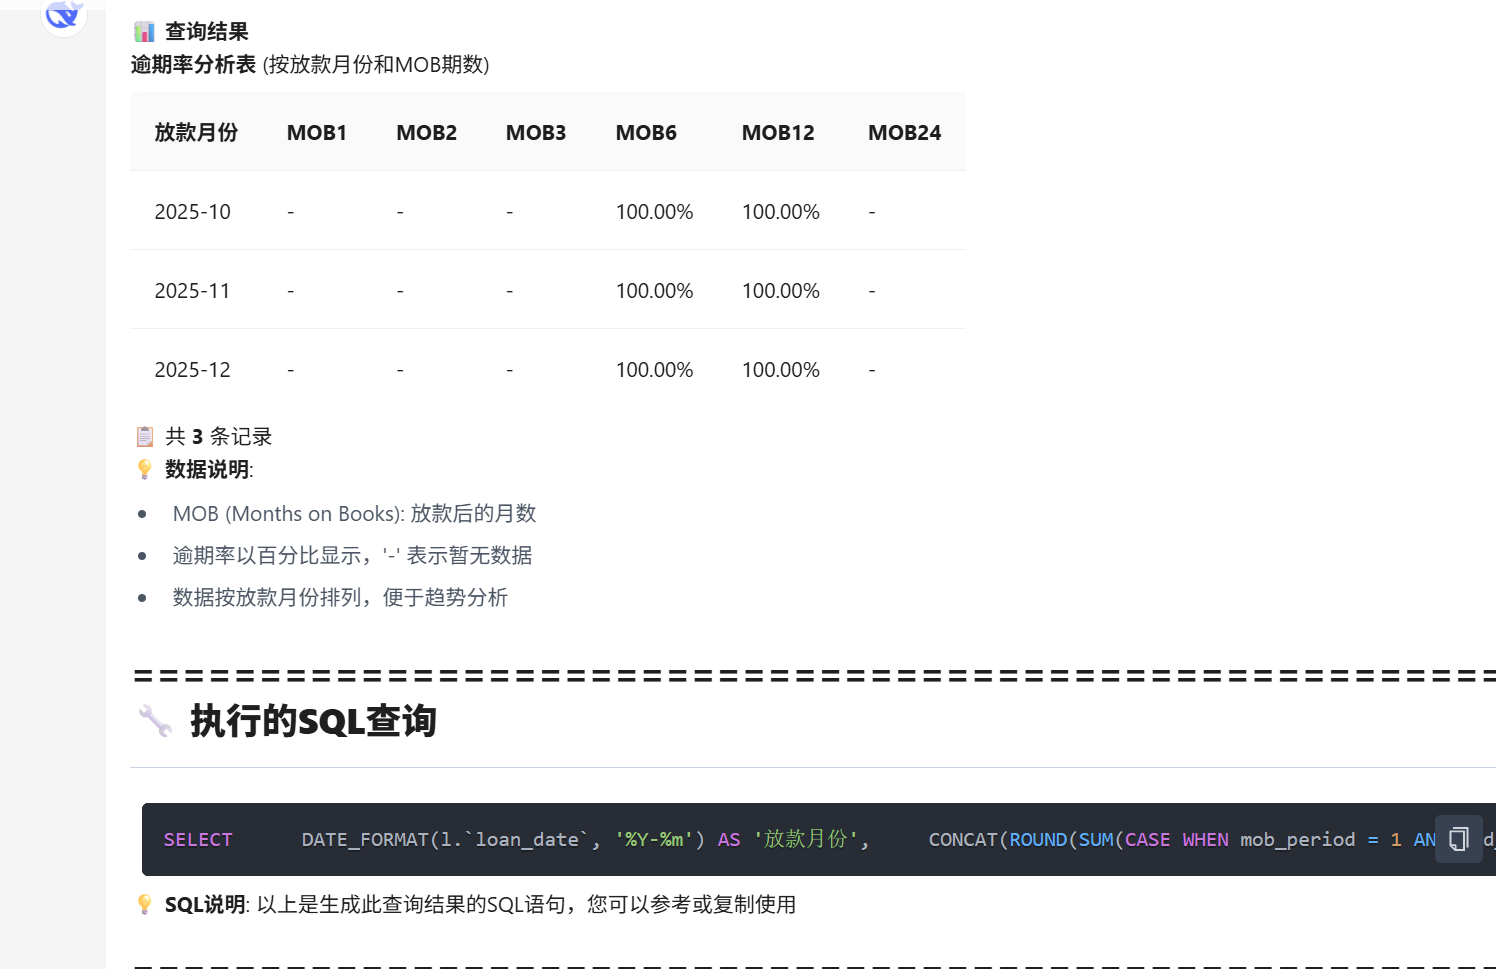 📊 查询结果
逾期率分析表 (按放款月份和MOB期数)
放款月份 MOB1 MOB2 MOB3 MOB6 MOB12 MOB24
2025-10 - - - 100.00% 100.00% -
2025-11 - - - 100.00% 100.00% -
2025-12 - - - 100.00% 100.00% -
📋 共 3 条记录
💡 数据说明:
• MOB (Months on Books): 放款后的月数
• 逾期率以百分比显示，'-' 表示暂无数据
• 数据按放款月份排列，便于趋势分析
======================================================
🔧 执行的SQL查询
SELECT DATE_FORMAT(l.`loan_date`, '%Y-%m') AS '放款月份', CONCAT(ROUND(SUM(CASE WHEN mob_period = 1 AN
💡 SQL说明: 以上是生成此查询结果的SQL语句，您可以参考或复制使用